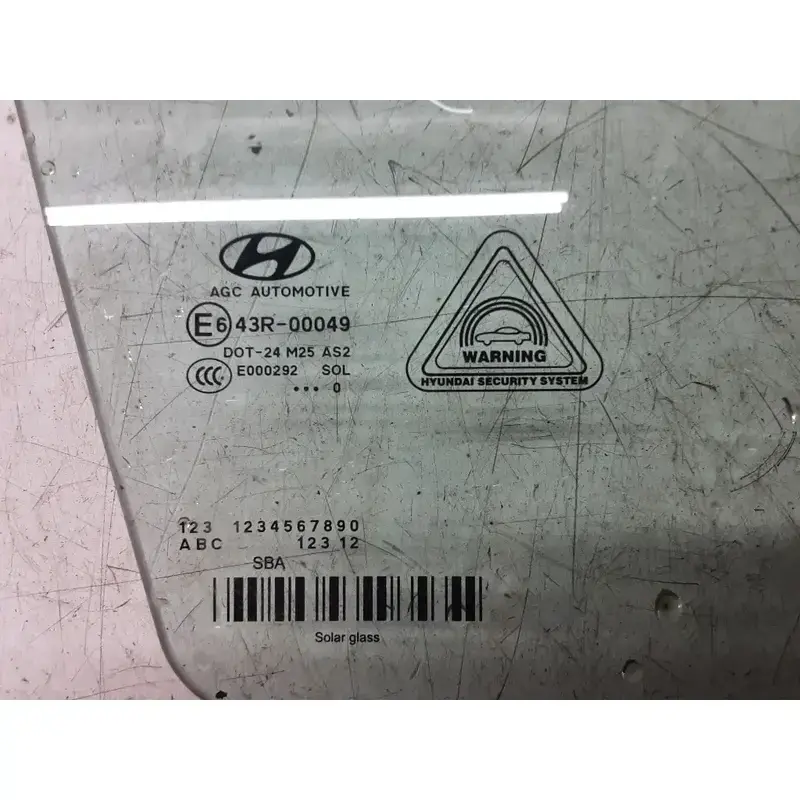 AGC AUTOMOTIVE
E6 43R-00049
DOT-24 M25 AS2
CCC E000292 SOL
••• 0
WARNING
HYUNDAI SECURITY SYSTEM
123 1234567890
ABC 123 12
SBA
Solar glass